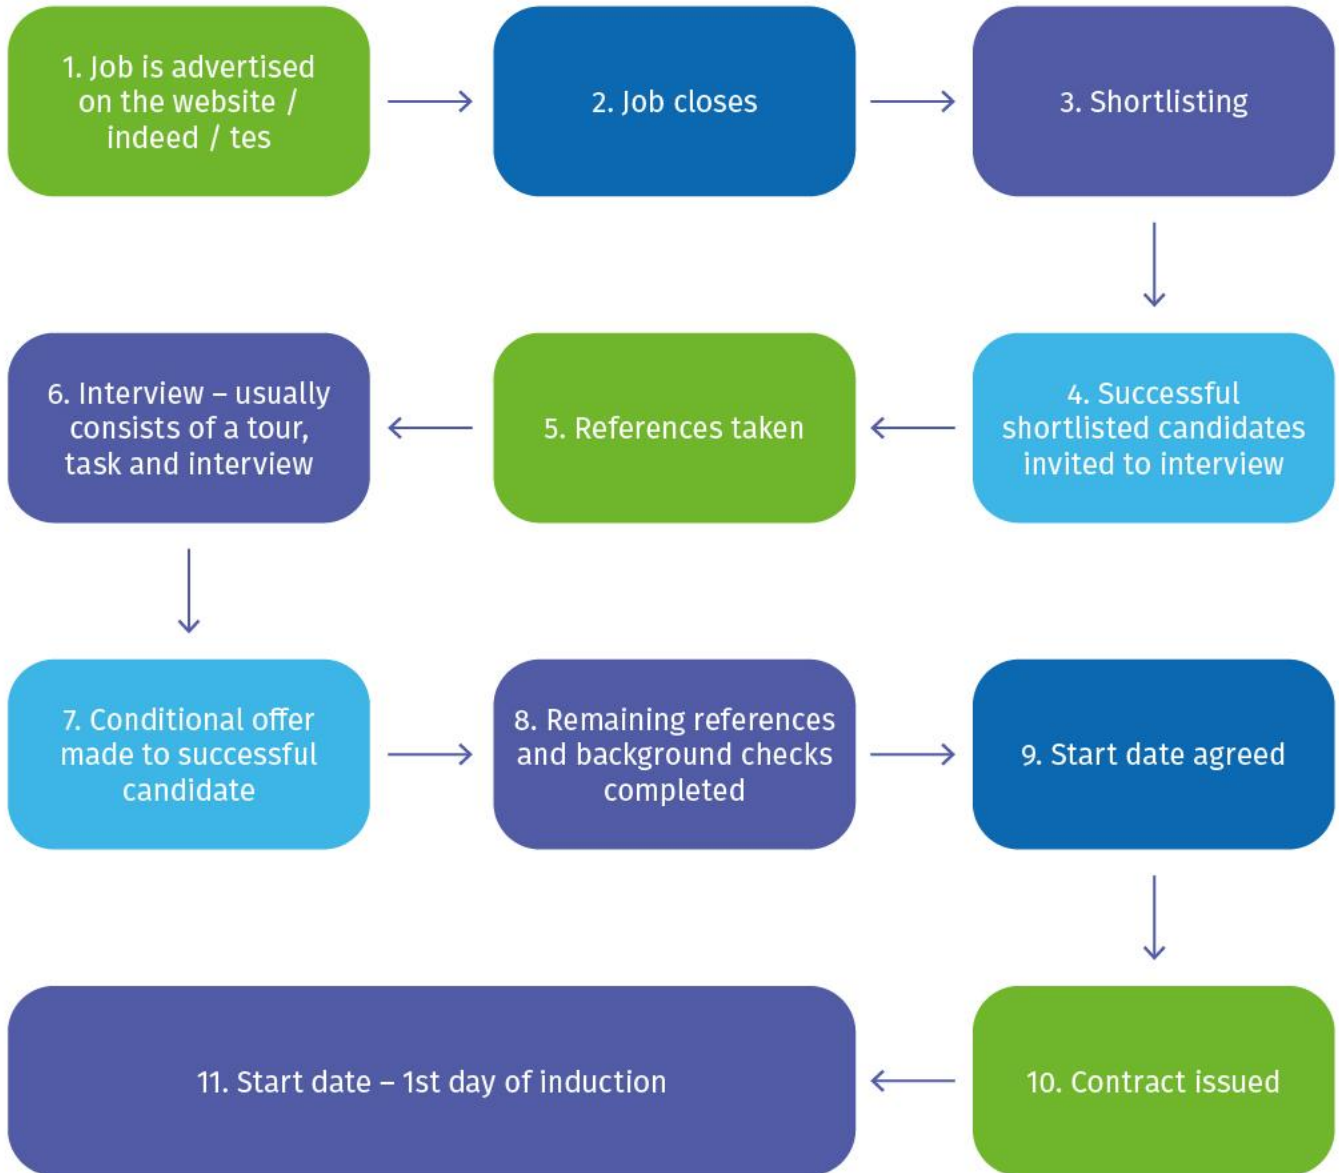 1. Job is advertised
on the website /
indeed / tes
2. Job closes
3. Shortlisting
4. Successful
shortlisted candidates
invited to interview
5. References taken
6. Interview – usually
consists of a tour,
task and interview
7. Conditional offer
made to successful
candidate
8. Remaining references
and background checks
completed
9. Start date agreed
10. Contract issued
11. Start date – 1st day of induction